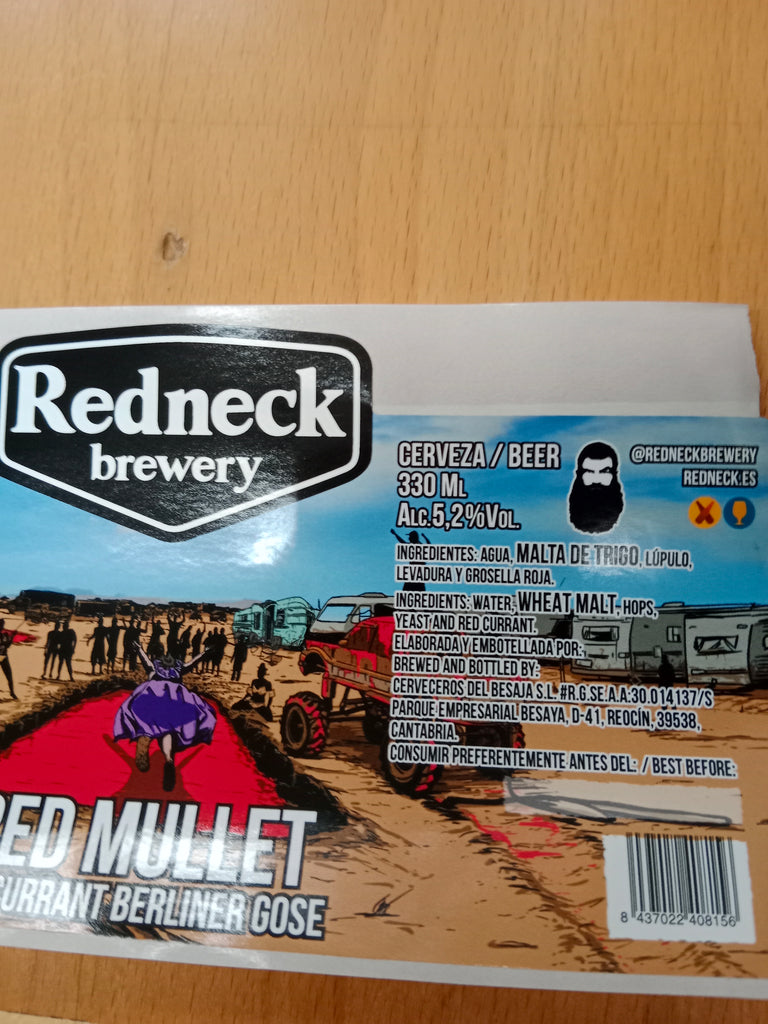 Redneck
brewery
CERVEZA / BEER
330 ML
ALC.5,2%VOL.
@REDNECKBREWERY
REDNECK.ES
INGREDIENTES: AGUA, MALTA DE TRIGO, LÚPULO,
LEVADURA Y GROSELLA ROJA.
INGREDIENTS: WATER, WHEAT MALT, HOPS,
YEAST AND RED CURRANT.
ELABORADA Y EMBOTELLADA POR:
BREWED AND BOTTLED BY:
CERVECEROS DEL BESAJA S.L. #R.G.SE.A.A:30.014137/S
PARQUE EMPRESARIAL BESAYA, D-41, REOCÍN, 39538,
CANTABRIA.
CONSUMIR PREFERENTEMENTE ANTES DEL: / BEST BEFORE:
RED MULLET
CURRANT BERLINER GOSE
8 437022 408156